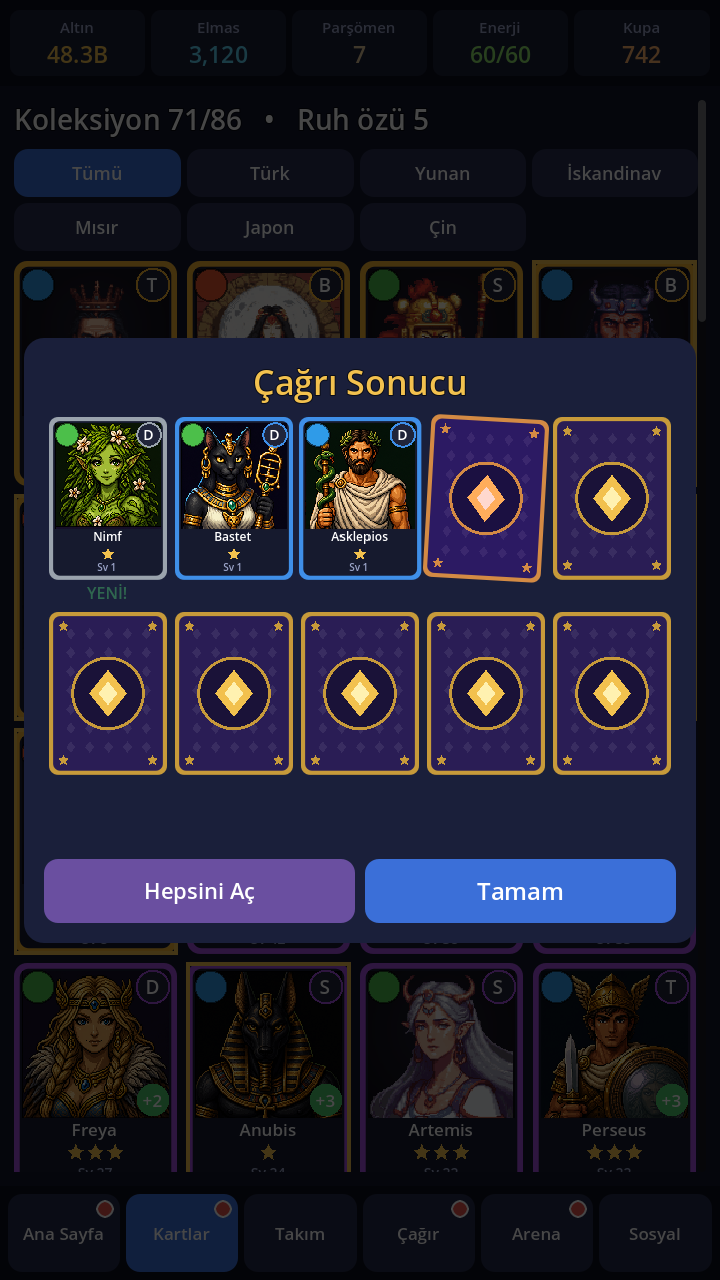 Altın Elmas Parşömen Enerji Kupa
48.3B 3,120 7 60/60 742
Koleksiyon 71/86 • Ruh özü 5
Tümü Türk Yunan İskandinav
Mısır Japon Çin
T B S B
Çağrı Sonucu
D D D
Nimf Bastet Asklepios
Sv 1 Sv 1 Sv 1
YENİ!
Hepsini Aç Tamam
D S S T
+2 +3 +3
Freya Anubis Artemis Perseus
Ana Sayfa Kartlar Takım Çağır Arena Sosyal